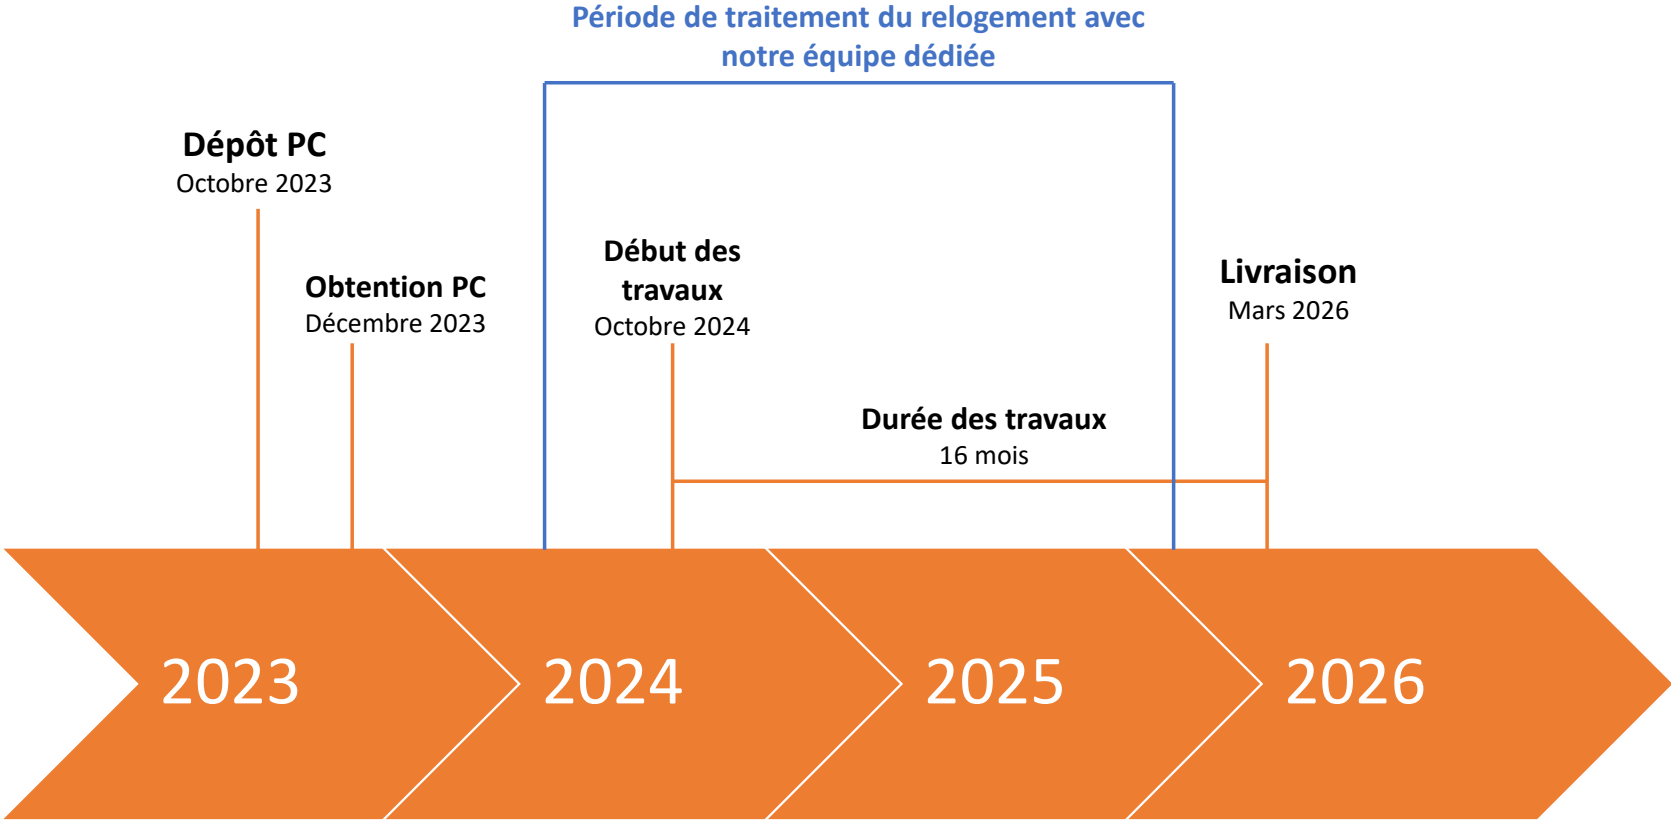 Période de traitement du relogement avec
notre équipe dédiée
Dépôt PC
Octobre 2023
Obtention PC
Décembre 2023
Début des
travaux
Octobre 2024
Livraison
Mars 2026
Durée des travaux
16 mois
2023
2024
2025
2026